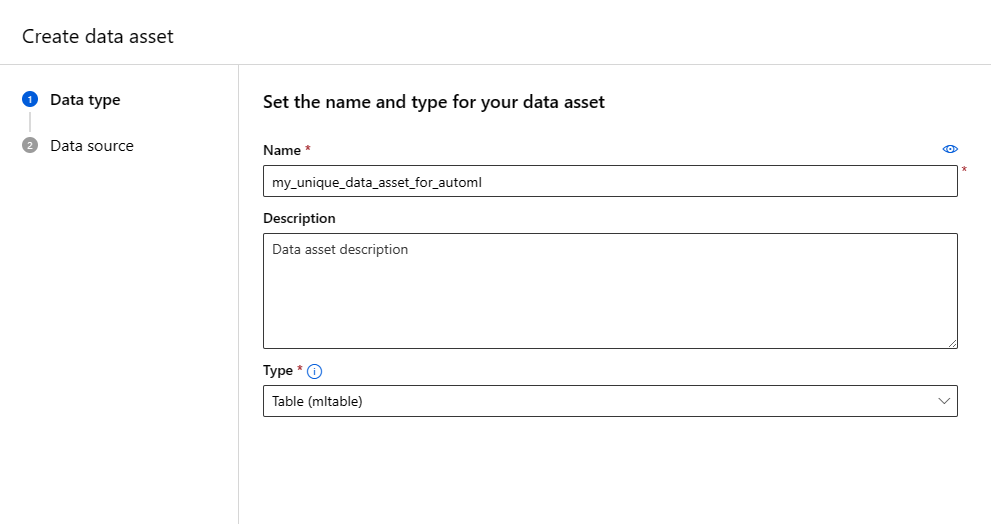 Create data asset
1 Data type
2 Data source
Set the name and type for your data asset
Name *
my_unique_data_asset_for_automl
*
Description
Data asset description
Type * i
Table (mltable)